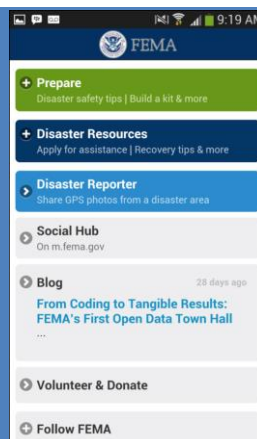 9:19 AM
FEMA
Prepare
Disaster safety tips | Build a kit & more
Disaster Resources
Apply for assistance | Recovery tips & more
Disaster Reporter
Share GPS photos from a disaster area
Social Hub
On m.fema.gov
Blog 28 days ago
From Coding to Tangible Results:
FEMA's First Open Data Town Hall
...
Volunteer & Donate
Follow FEMA